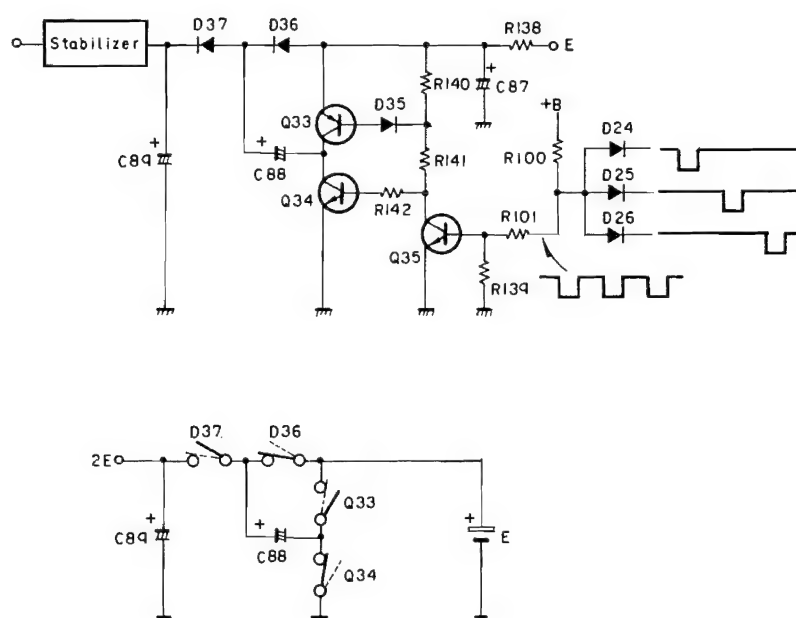 D37 D36
Stabilizer
R138
E
+
C87
R140
D35
Q33
+B
D24
R100
D25
D26
+
C89
+
C88
R141
Q34
R142
R101
Q35
R139
D37 D36
2E
Q33
+
C89
+
C88
+
E
Q34